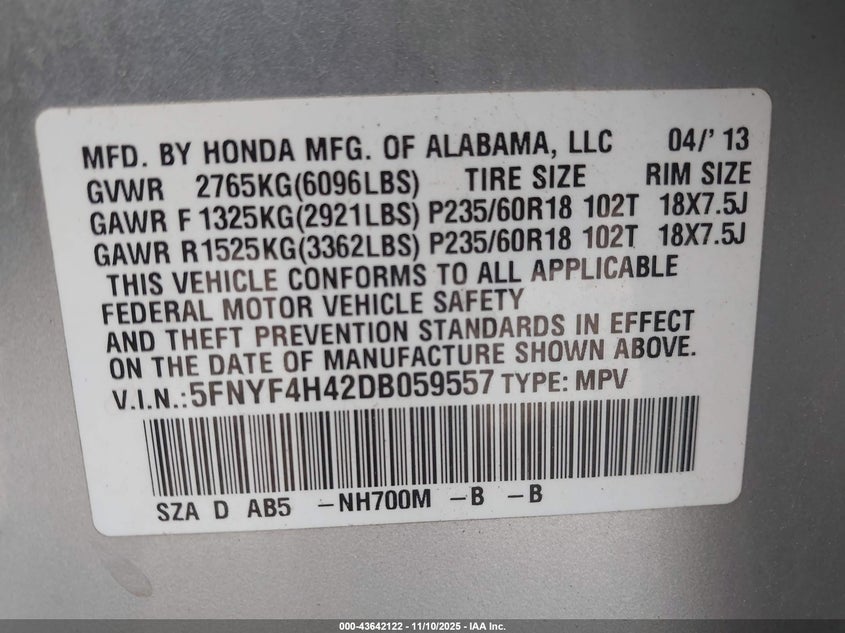 MFD. BY HONDA MFG. OF ALABAMA, LLC 04/' 13
GVWR 2765KG(6096LBS) TIRE SIZE RIM SIZE
GAWR F 1325KG(2921LBS) P235/60R18 102T 18X7.5J
GAWR R1525KG(3362LBS) P235/60R18 102T 18X7.5J
THIS VEHICLE CONFORMS TO ALL APPLICABLE
FEDERAL MOTOR VEHICLE SAFETY
AND THEFT PREVENTION STANDARDS IN EFFECT
ON THE DATE OF MANUFACTURE SHOWN ABOVE.
V.I.N.:5FNYF4H42DB059557 TYPE: MPV
SZA D AB5 -NH700M -B -B
000-43642122 - 11/10/2025 - IAA Inc.